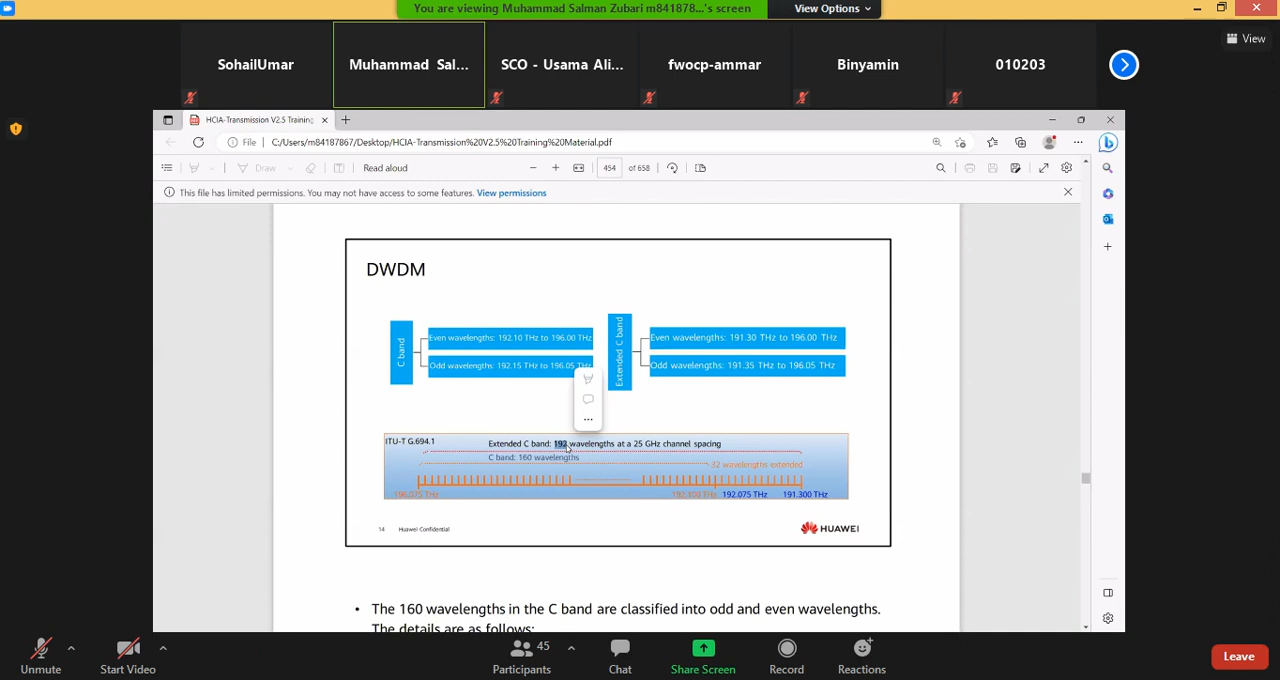 You are viewing Muhammad Salman Zubari m841878...'s screen
View Options
View
SohailUmar
Muhammad Sal...
SCO - Usama Ali...
fwocp-ammar
Binyamin
010203
HCIA-Transmission V2.5 Training
File
C:/Users/m84187867/Desktop/HCIA-Transmission%20V2.5%20Training%20Material.pdf
Draw
Read aloud
454
of 658
This file has limited permissions. You may not have access to some features. View permissions
DWDM
C band
Even wavelengths: 192.10 THz to 196.00 THz
Odd wavelengths: 192.15 THz to 196.05 THz
Extended C band
Even wavelengths: 191.30 THz to 196.00 THz
Odd wavelengths: 191.35 THz to 196.05 THz
ITU-T G.694.1
Extended C band: 192 wavelengths at a 25 GHz channel spacing
C band: 160 wavelengths
32 wavelengths extended
196.075 THz
192.100 THz
192.075 THz
191.300 THz
14
Huawei Confidential
HUAWEI
• The 160 wavelengths in the C band are classified into odd and even wavelengths.
The details are as follows:
Unmute
Start Video
Participants
45
Chat
Share Screen
Record
Reactions
Leave